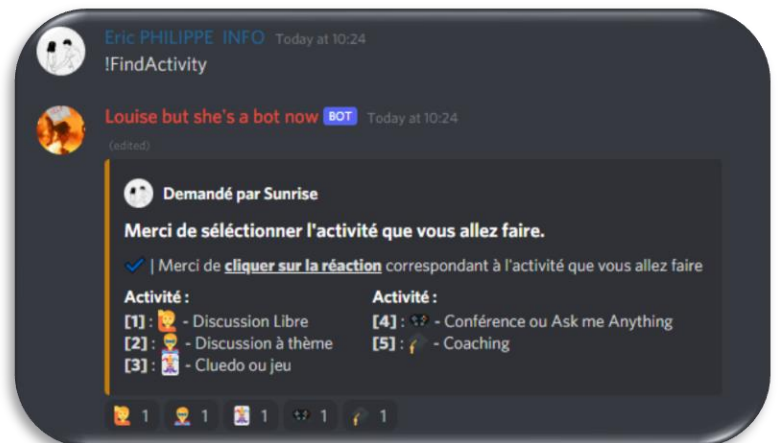 Eric PHILIPPE INFO Today at 10:24
!FindActivity
Louise but she's a bot now BOT Today at 10:24
(edited)
Demandé par Sunrise
Merci de séléctionner l'activité que vous allez faire.
| Merci de cliquer sur la réaction correspondant à l'activité que vous allez faire
Activité : Activité :
[1] : - Discussion Libre [4] : - Conférence ou Ask me Anything
[2] : - Discussion à thème [5] : - Coaching
[3] : - Cluedo ou jeu
1 1 1 1 1